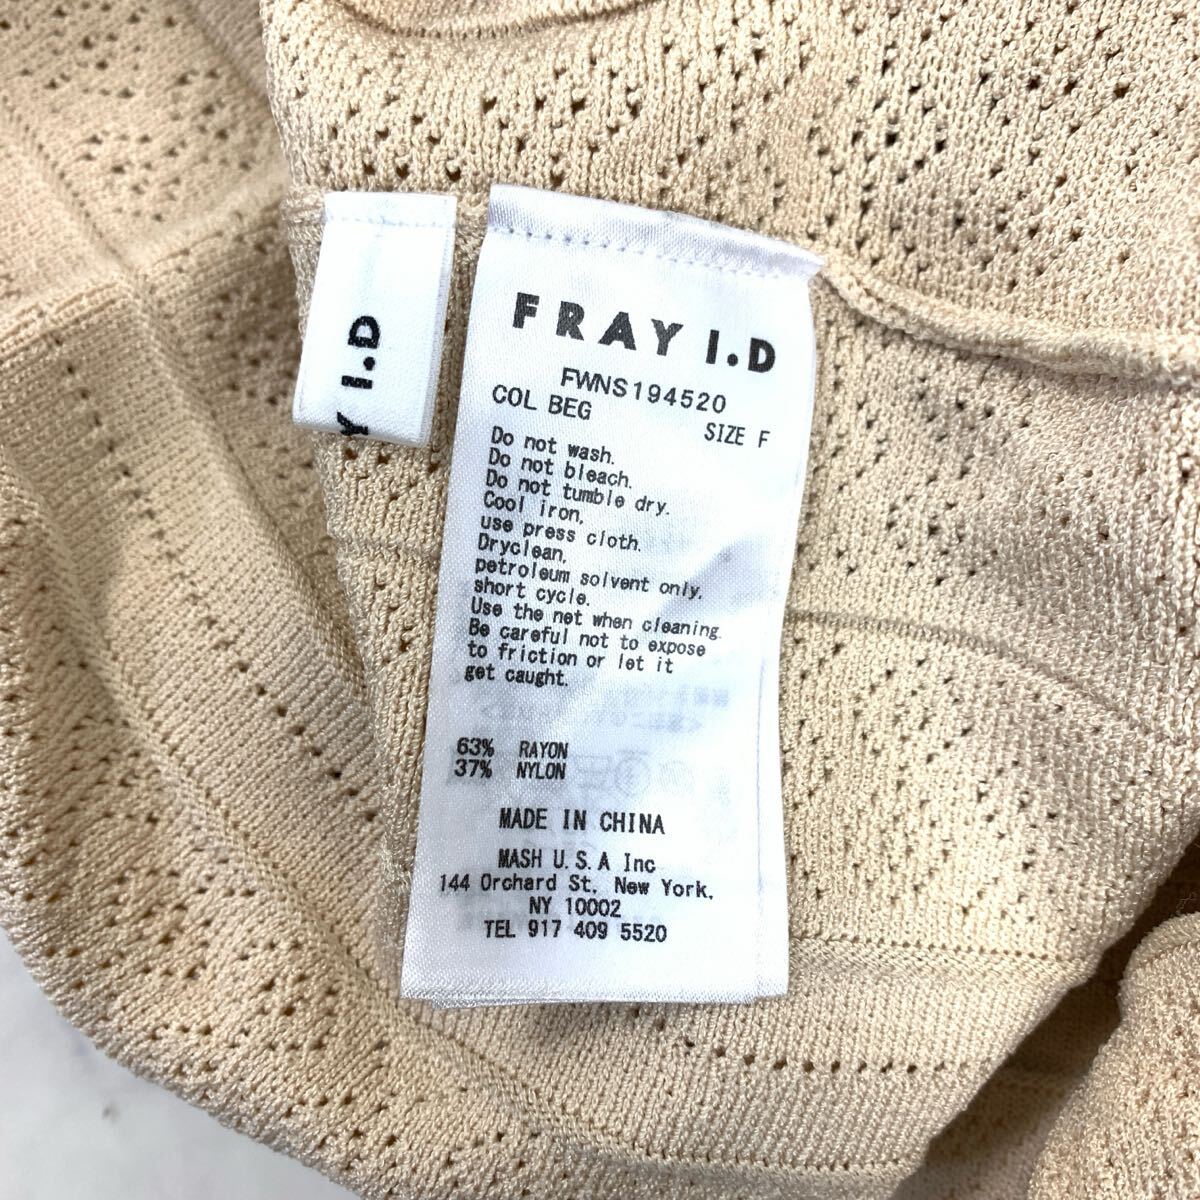 Y I.D
FRAY I.D
FWNS194520
COL BEG
SIZE F
Do not wash.
Do not bleach.
Do not tumble dry.
Cool iron,
use press cloth.
Dryclean,
petroleum solvent only,
short cycle.
Use the net when cleaning.
Be careful not to expose
to friction or let it
get caught.
63% RAYON
37% NYLON
MADE IN CHINA
MASH U.S.A Inc
144 Orchard St, New York,
NY 10002
TEL 917 409 5520